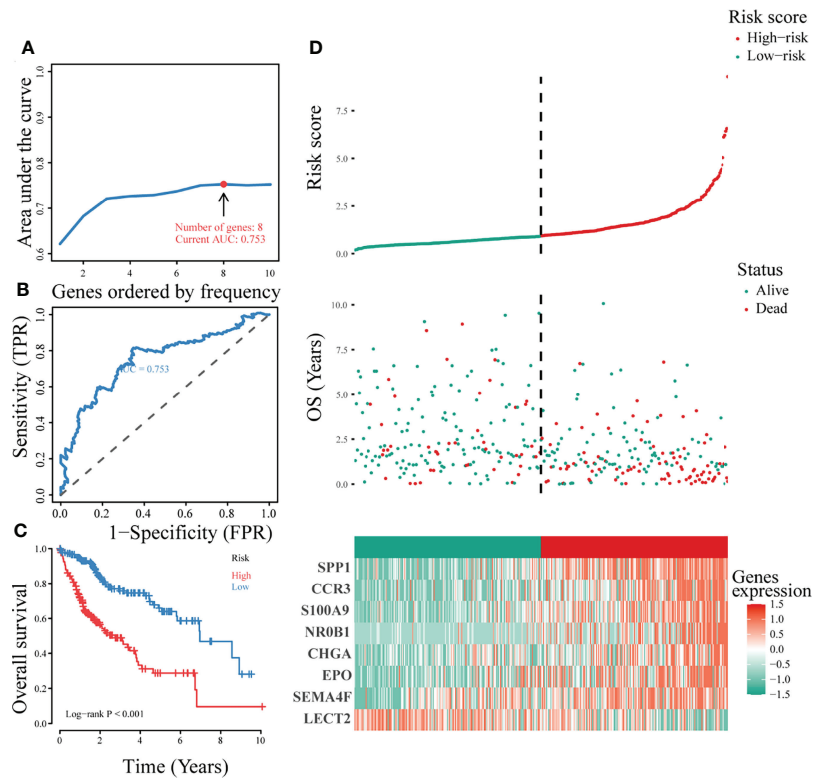 A
Area under the curve
1.0
0.9
0.8
0.7
0.6
Number of genes: 8
Current AUC: 0.753
2
4
6
8
10
Genes ordered by frequency
B
Sensitivity (TPR)
1.0
0.8
0.6
0.4
0.2
0.0
UC = 0.753
0.0
0.2
0.4
0.6
0.8
1.0
1-Specificity (FPR)
C
Overall survival
1.0
0.8
0.6
0.4
0.2
0.0
Risk
High
Low
Log-rank P < 0.001
0
2
4
6
8
10
Time (Years)
D
Risk score
High-risk
Low-risk
Risk score
7.5
5.0
2.5
0.0
Status
Alive
Dead
OS (Years)
10.0
7.5
5.0
2.5
0.0
SPP1
CCR3
S100A9
NR0B1
CHGA
EPO
SEMA4F
LECT2
Genes
expression
1.5
1.0
0.5
0.0
-0.5
-1.0
-1.5